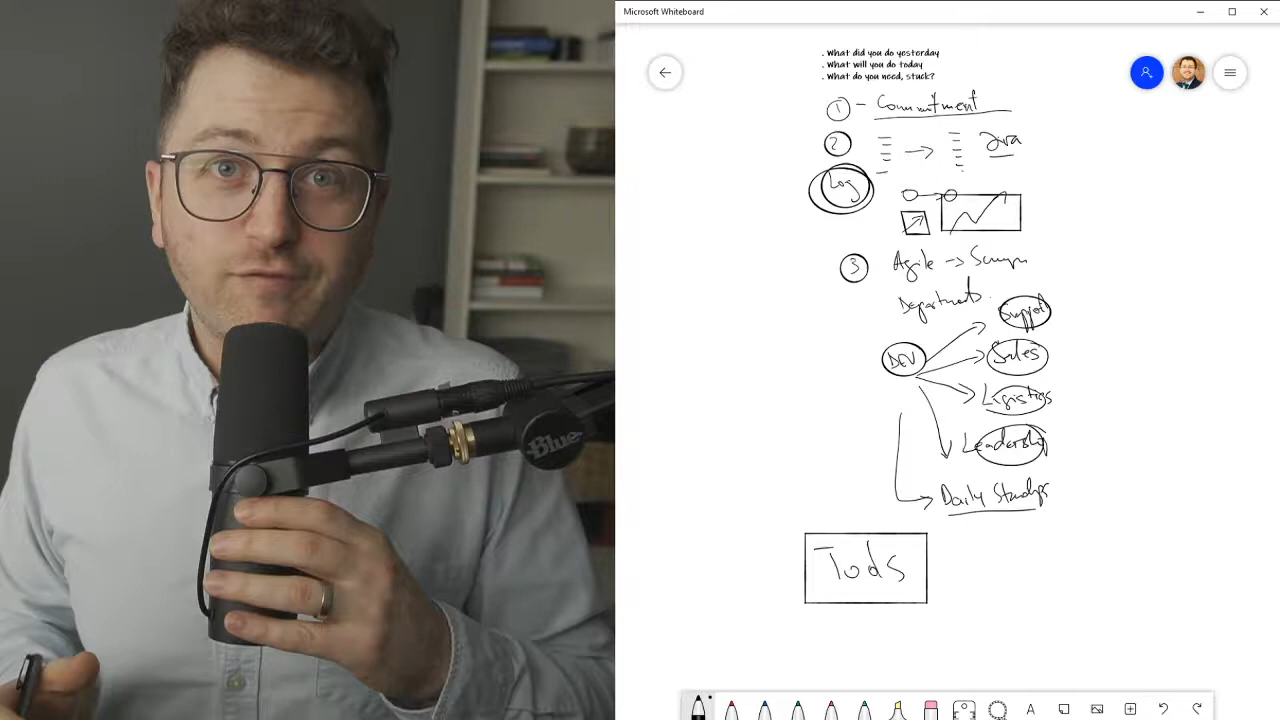 Microsoft Whiteboard
. What did you do yesterday
. What will you do today
. What do you need, stuck?
1 - Commitment
2 Jira
Log
3 Agile -> Scrum
Departments
Support
DEV
Sales
Logistics
Leadership
Daily Standups
Tools
Blue